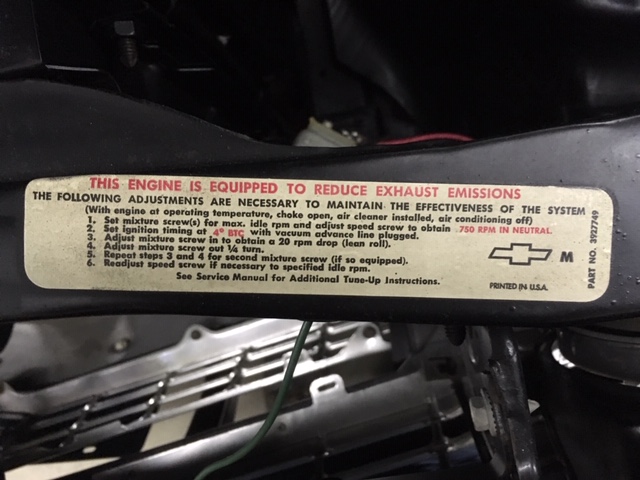 THIS ENGINE IS EQUIPPED TO REDUCE EXHAUST EMISSIONS
THE FOLLOWING ADJUSTMENTS ARE NECESSARY TO MAINTAIN THE EFFECTIVENESS OF THE SYSTEM
(With engine at operating temperature, choke open, air cleaner installed, air conditioning off)
1. Set mixture screw(s) for max. idle rpm and adjust speed screw to obtain 750 RPM IN NEUTRAL.
2. Set ignition timing at 4° BTC with vacuum advance line plugged.
3. Adjust mixture screw in to obtain a 20 rpm drop (lean roll).
4. Adjust mixture screw out ¼ turn.
5. Repeat steps 3 and 4 for second mixture screw (if so equipped).
6. Readjust speed screw if necessary to specified idle rpm.
See Service Manual for Additional Tune-Up Instructions.
M
PRINTED IN U.S.A.
PART NO. 3927749